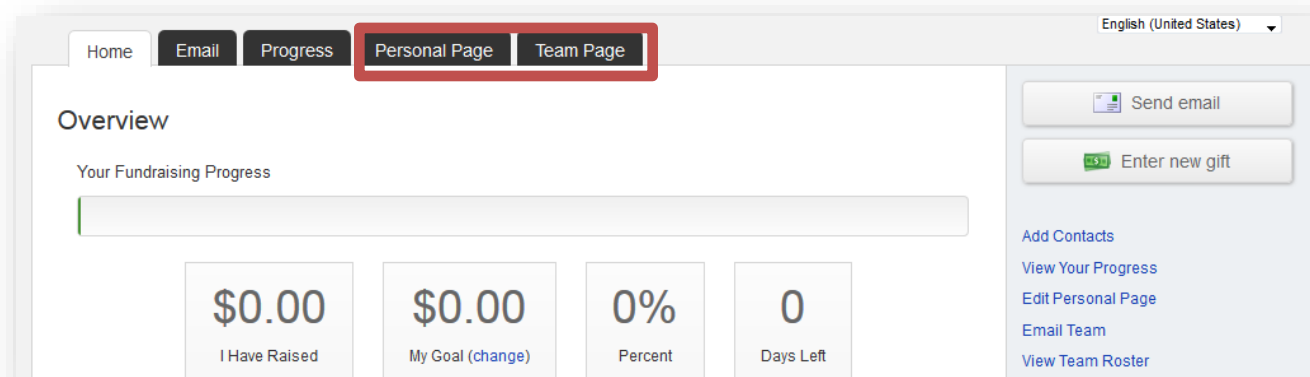 English (United States)
Home Email Progress Personal Page Team Page
Overview
Your Fundraising Progress
$0.00
I Have Raised
$0.00
My Goal (change)
0%
Percent
0
Days Left
Send email
Enter new gift
Add Contacts
View Your Progress
Edit Personal Page
Email Team
View Team Roster